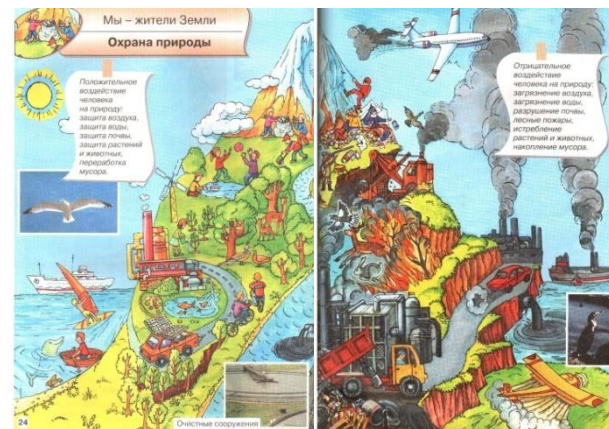 Мы – жители Земли
Охрана природы
Положительное
воздействие
человека
на природу:
защита воздуха,
защита воды,
защита почвы,
защита растений
и животных,
переработка
мусора.
24
Очистные сооружения
Отрицательное
воздействие
человека на природу:
загрязнение воздуха,
загрязнение воды,
разрушение почвы,
лесные пожары,
истребление
растений и животных,
накопление мусора.